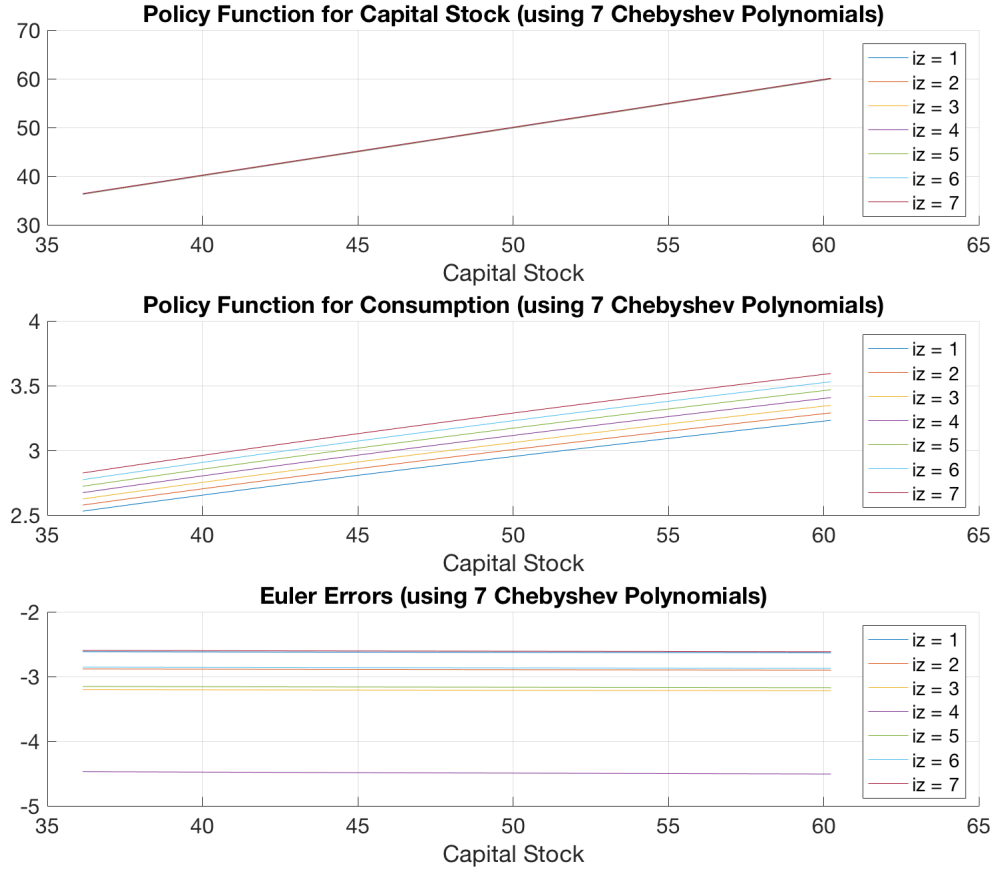 Policy Function for Capital Stock (using 7 Chebyshev Polynomials)
70
60
50
40
30
35 40 45 50 55 60 65
Capital Stock
iz = 1
iz = 2
iz = 3
iz = 4
iz = 5
iz = 6
iz = 7
Policy Function for Consumption (using 7 Chebyshev Polynomials)
4
3.5
3
2.5
35 40 45 50 55 60 65
Capital Stock
iz = 1
iz = 2
iz = 3
iz = 4
iz = 5
iz = 6
iz = 7
Euler Errors (using 7 Chebyshev Polynomials)
-2
-3
-4
-5
35 40 45 50 55 60 65
Capital Stock
iz = 1
iz = 2
iz = 3
iz = 4
iz = 5
iz = 6
iz = 7